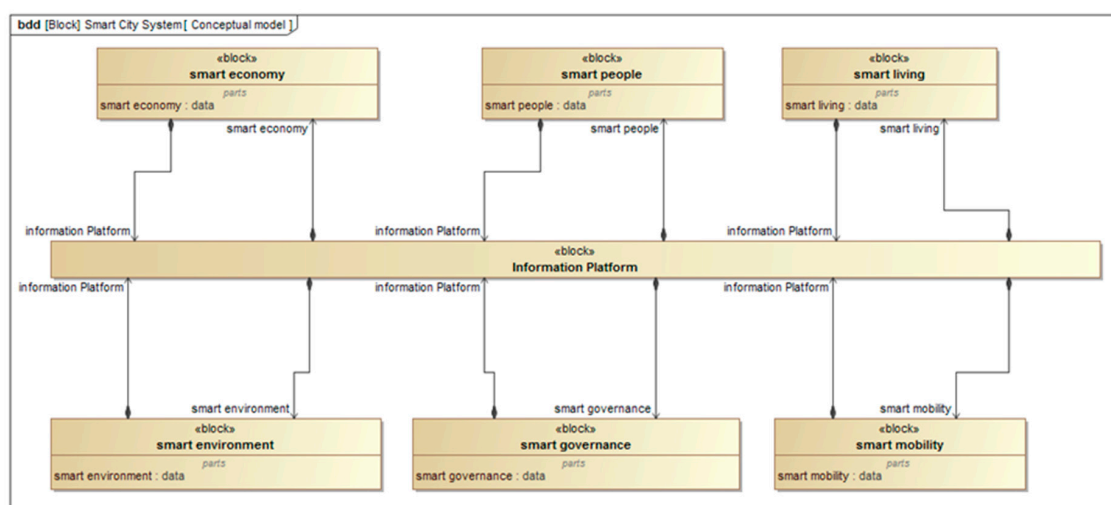 bdd [Block] Smart City System[ Conceptual model ]
«block»
smart economy
parts
smart economy : data
«block»
smart people
parts
smart people : data
«block»
smart living
parts
smart living : data
smart economy
smart people
smart living
information Platform
information Platform
information Platform
«block»
Information Platform
information Platform
information Platform
information Platform
smart environment
smart governance
smart mobility
«block»
smart environment
parts
smart environment : data
«block»
smart governance
parts
smart governance : data
«block»
smart mobility
parts
smart mobility : data